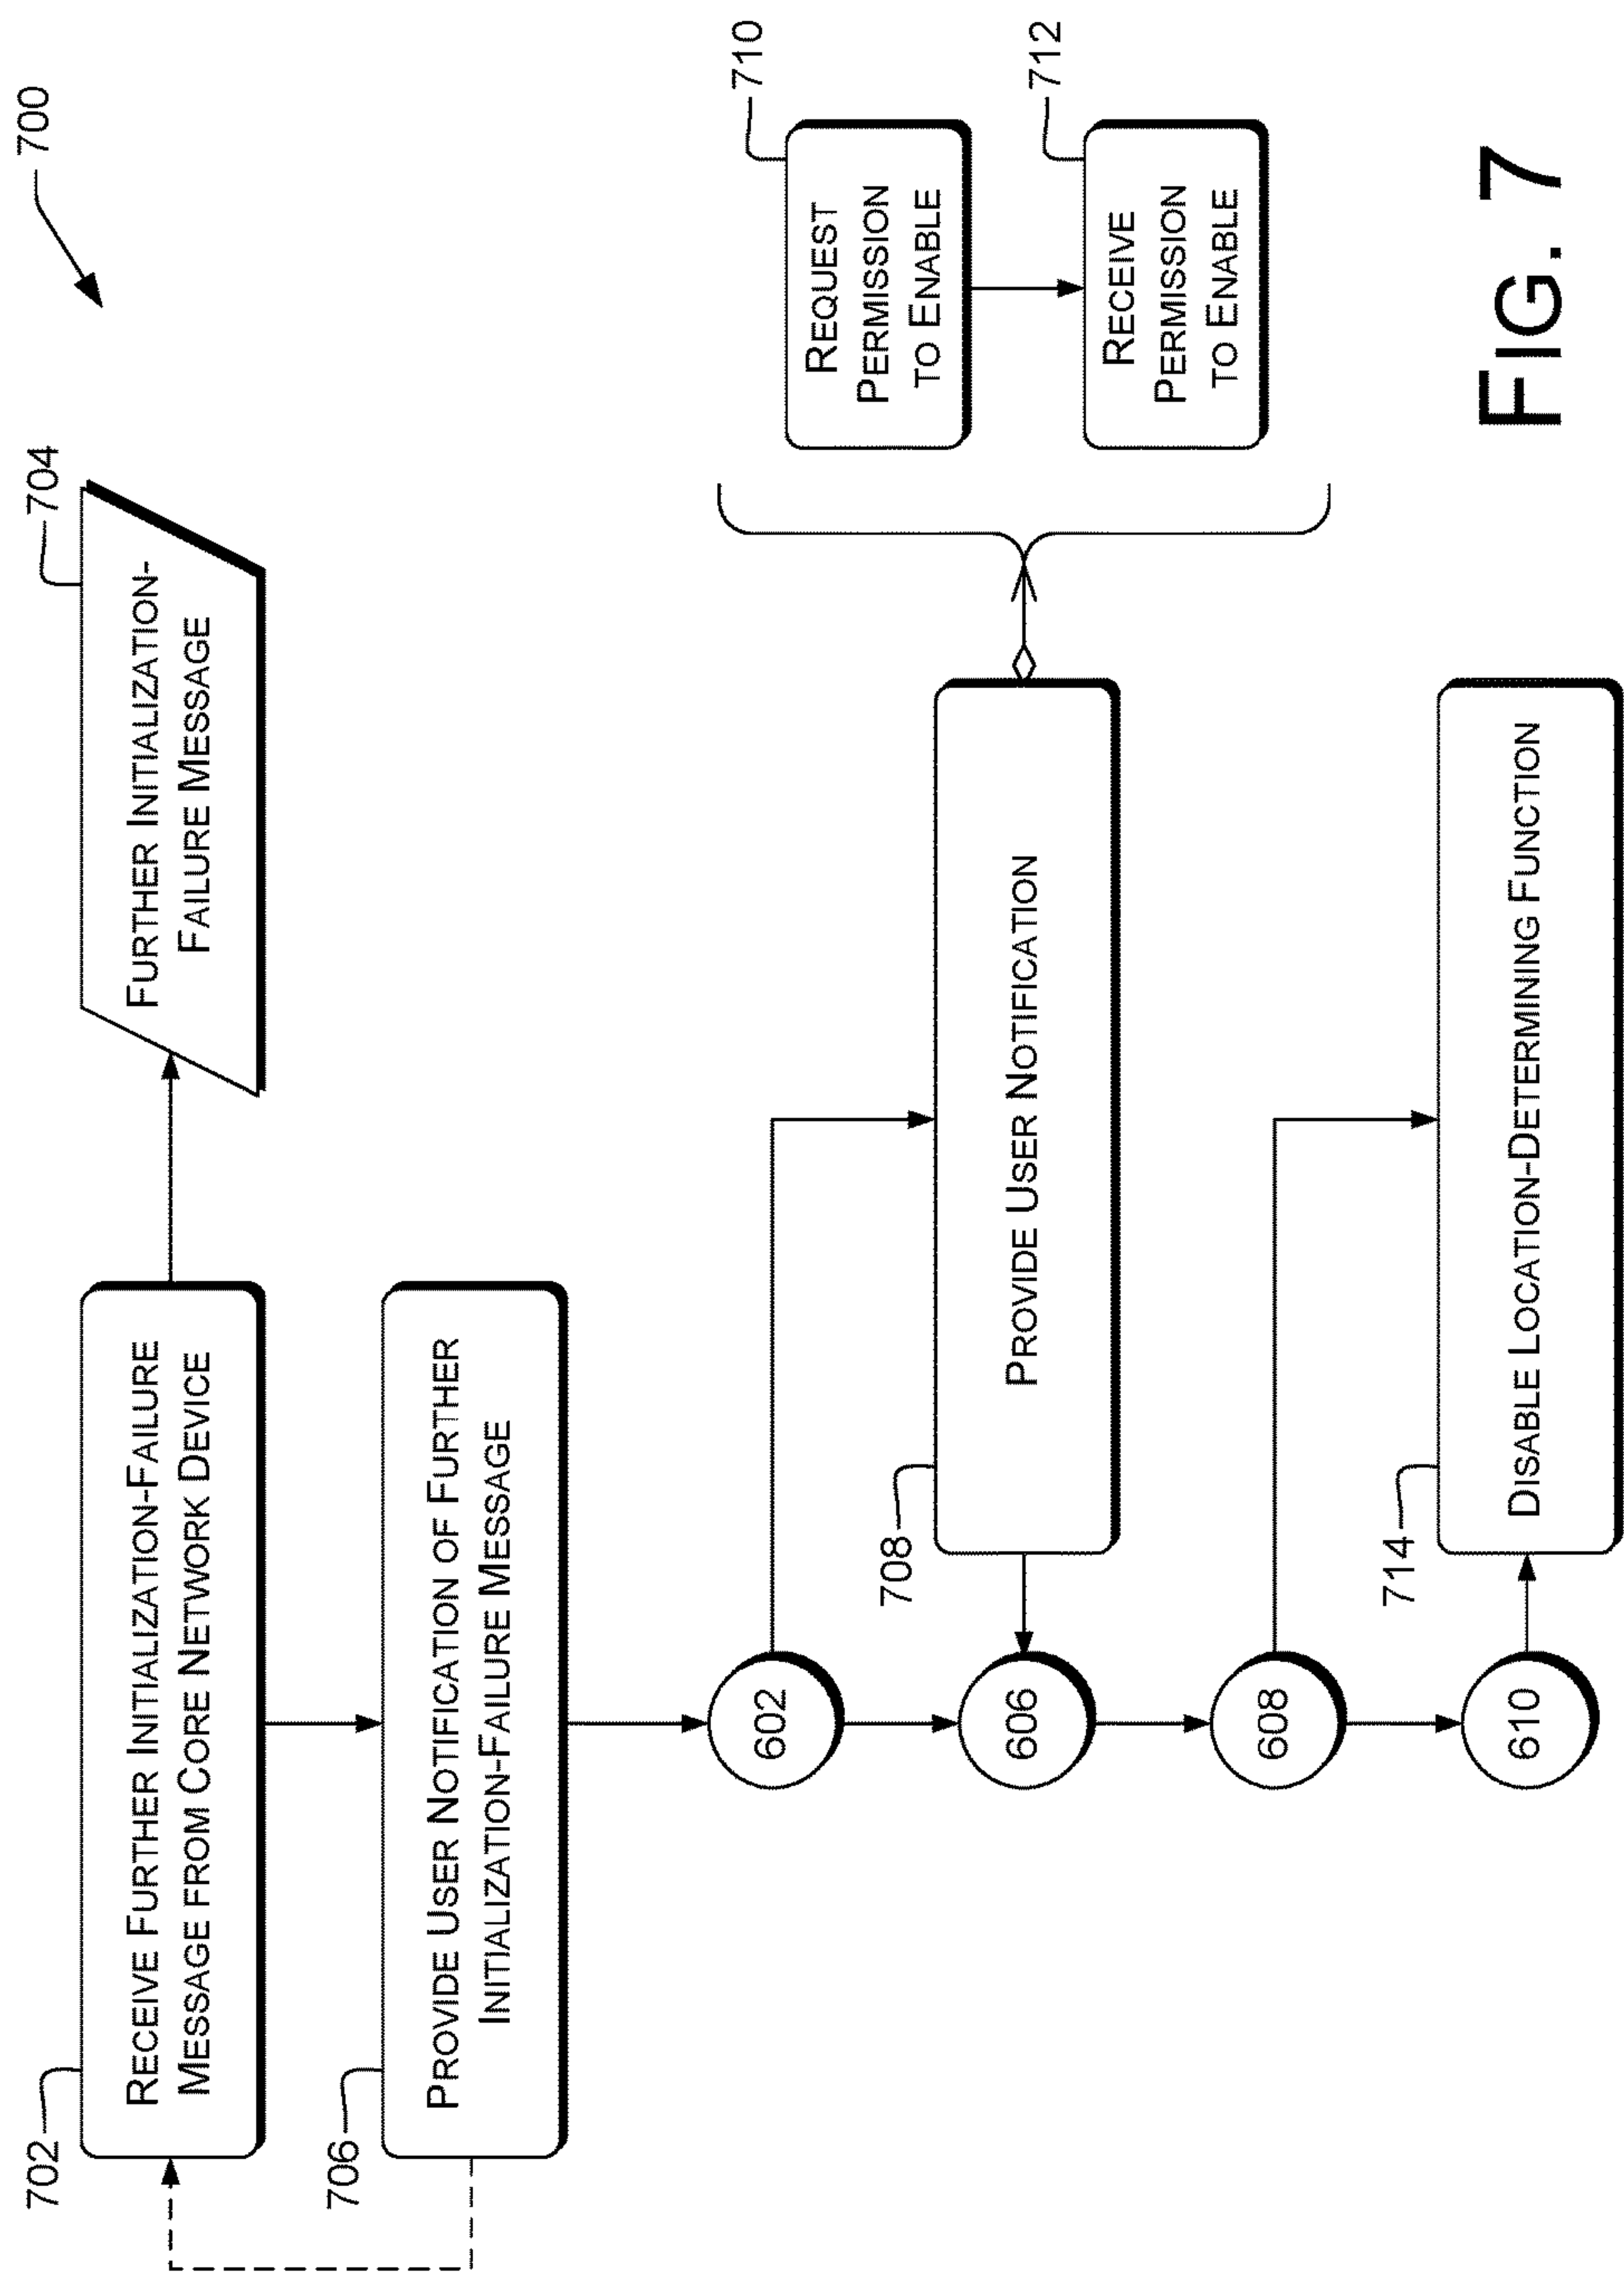 700
702
RECEIVE FURTHER INITIALIZATION-FAILURE
MESSAGE FROM CORE NETWORK DEVICE
704
FURTHER INITIALIZATION-
FAILURE MESSAGE
706
PROVIDE USER NOTIFICATION OF FURTHER
INITIALIZATION-FAILURE MESSAGE
602
708
PROVIDE USER NOTIFICATION
606
710
REQUEST
PERMISSION
TO ENABLE
712
RECEIVE
PERMISSION
TO ENABLE
608
714
DISABLE LOCATION-DETERMINING FUNCTION
610
FIG. 7